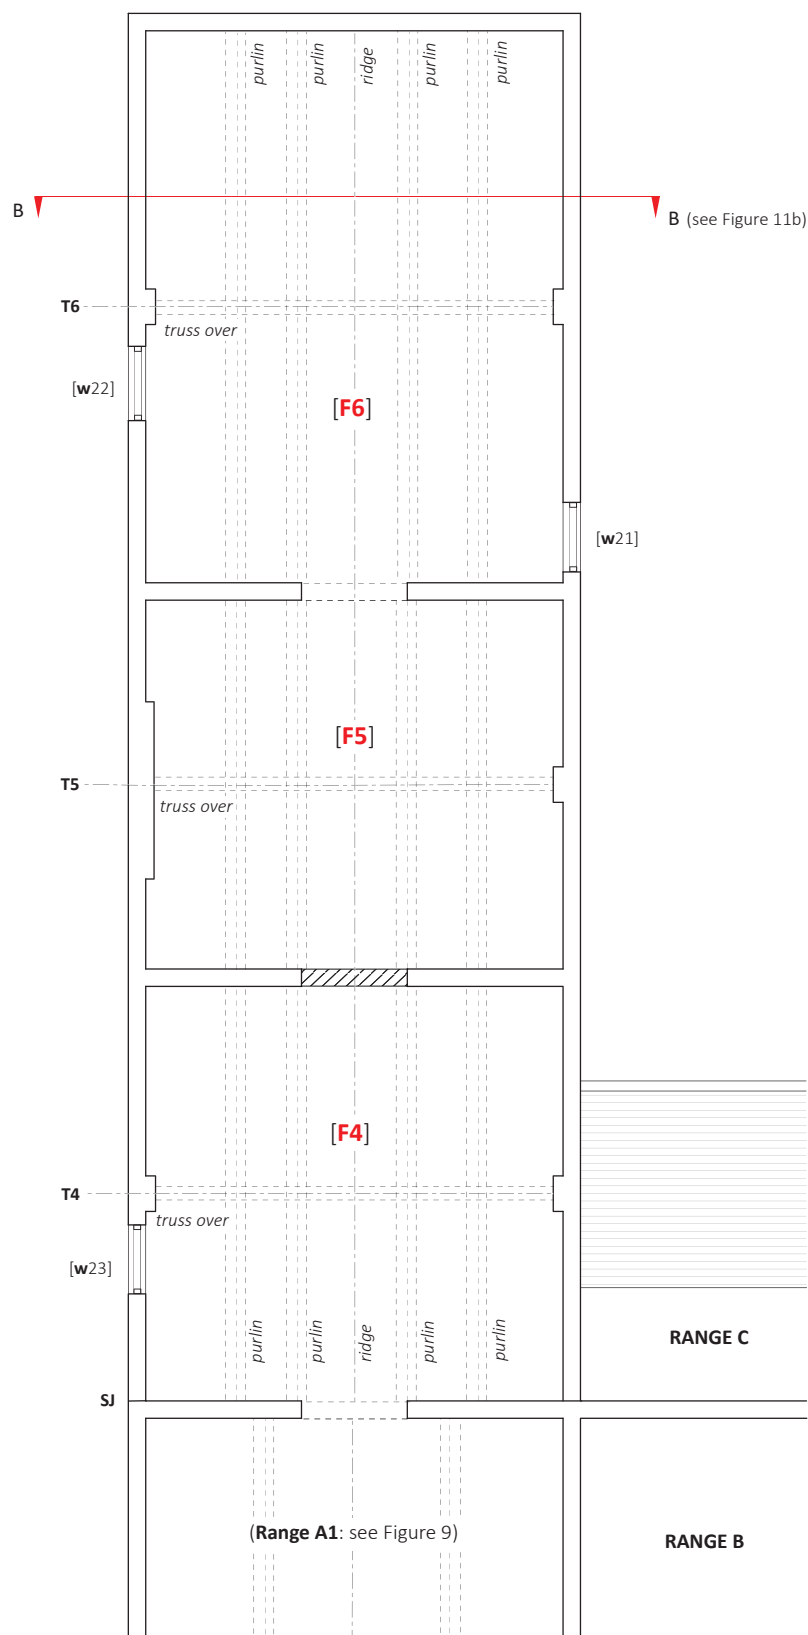 purlin purlin ridge purlin purlin
B
B (see Figure 11b)
T6
truss over
[w22]
[F6]
[w21]
[F5]
T5
truss over
[F4]
T4
truss over
[w23]
purlin purlin ridge purlin purlin
RANGE C
SJ
(Range A1: see Figure 9)
RANGE B